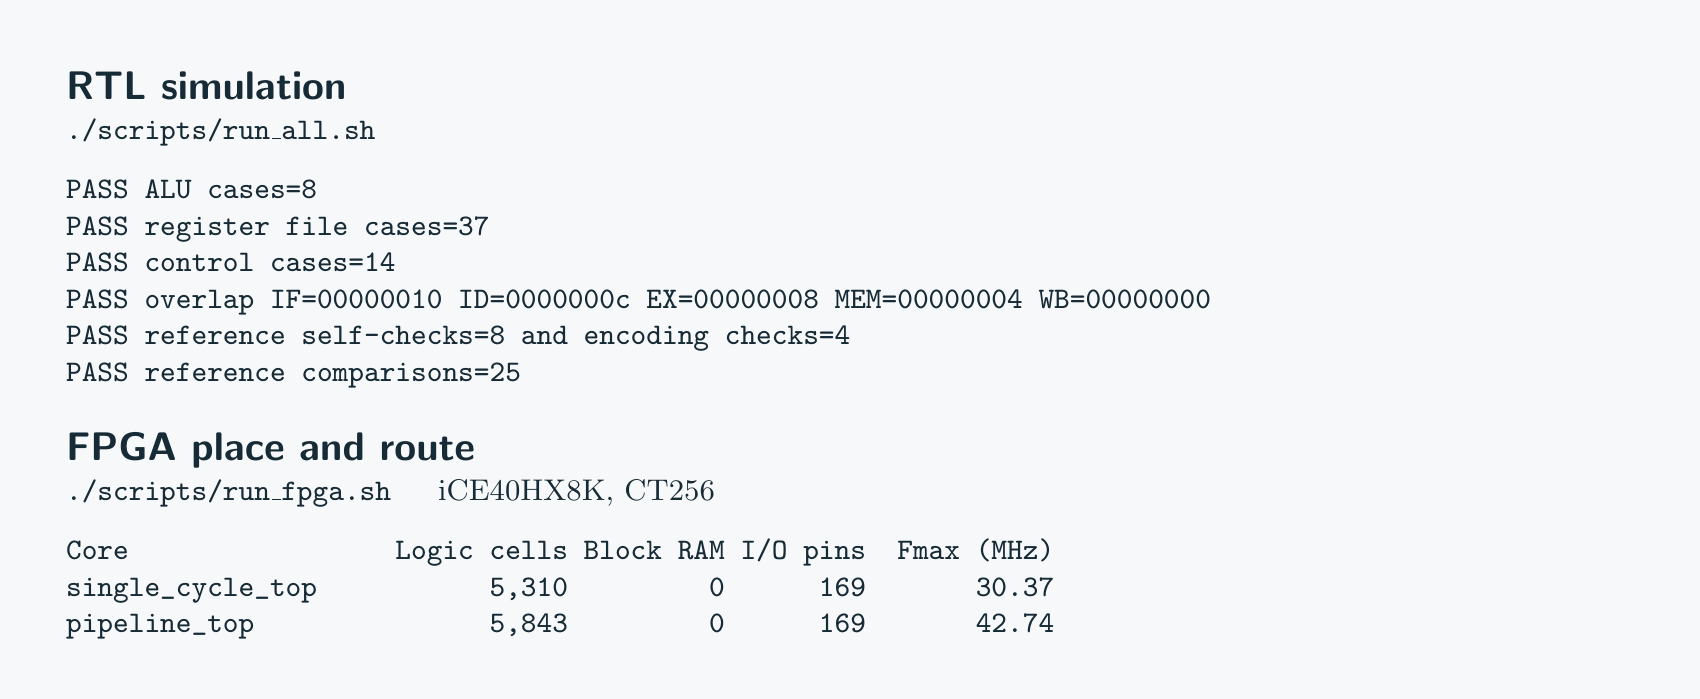 RTL simulation
./scripts/run_all.sh
PASS ALU cases=8
PASS register file cases=37
PASS control cases=14
PASS overlap IF=00000010 ID=0000000c EX=00000008 MEM=00000004 WB=00000000
PASS reference self-checks=8 and encoding checks=4
PASS reference comparisons=25
FPGA place and route
./scripts/run_fpga.sh iCE40HX8K, CT256
Core Logic cells Block RAM I/O pins Fmax (MHz)
single_cycle_top 5,310 0 169 30.37
pipeline_top 5,843 0 169 42.74